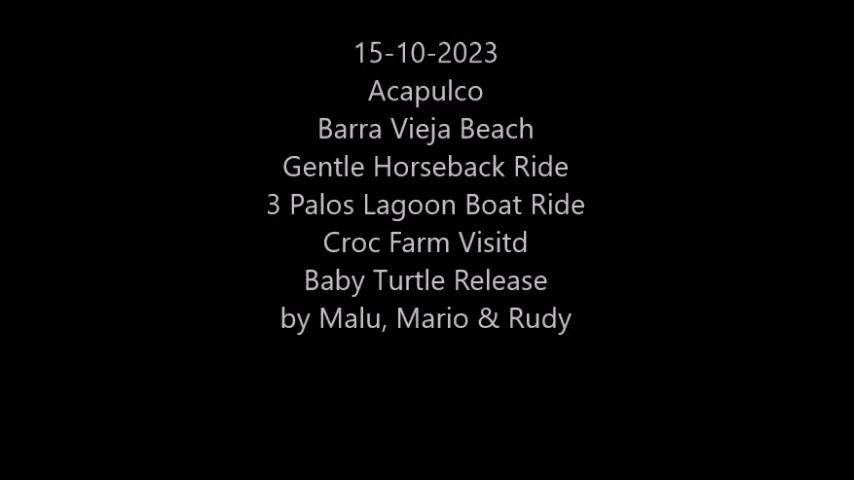 15-10-2023
Acapulco
Barra Vieja Beach
Gentle Horseback Ride
3 Palos Lagoon Boat Ride
Croc Farm Visitd
Baby Turtle Release
by Malu, Mario & Rudy